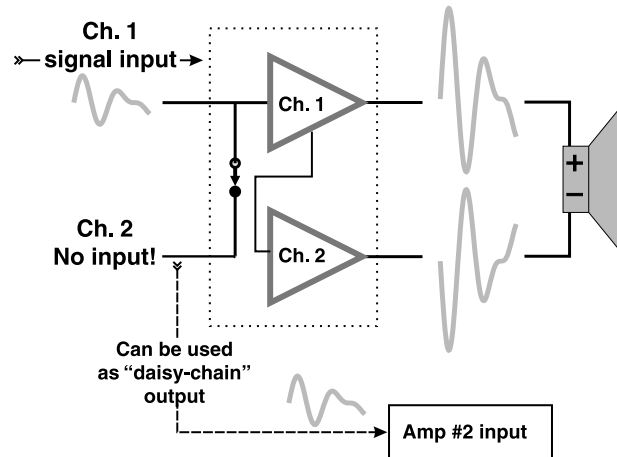 Ch. 1
signal input
Ch. 1
Ch. 2
No input!
Ch. 2
+
−
Can be used
as “daisy-chain”
output
Amp #2 input